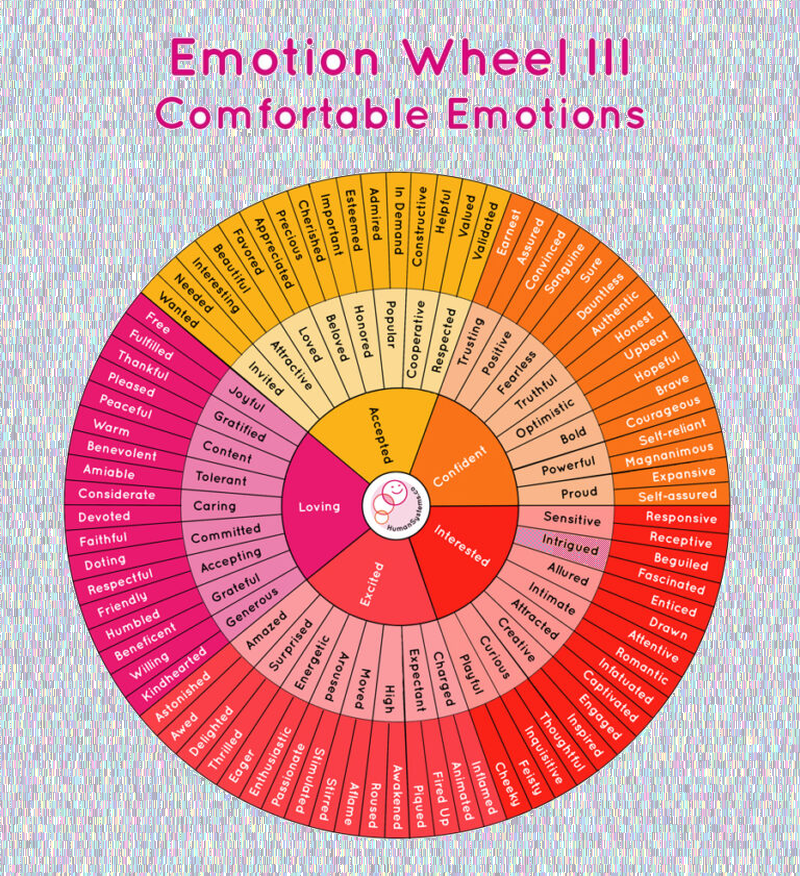 Emotion Wheel III
Comfortable Emotions
Accepted
Confident
Interested
Excited
Loving
HumanSystems.co
Invited
Attractive
Loved
Beloved
Honored
Popular
Cooperative
Respected
Trusting
Positive
Fearless
Truthful
Optimistic
Bold
Powerful
Proud
Sensitive
Intrigued
Allured
Intimate
Attracted
Creative
Curious
Playful
Charged
Expectant
High
Moved
Aroused
Energetic
Surprised
Amazed
Generous
Grateful
Accepting
Committed
Caring
Tolerant
Content
Gratified
Joyful
Wanted
Needed
Interesting
Beautiful
Favored
Appreciated
Precious
Cherished
Important
Esteemed
Admired
In Demand
Constructive
Helpful
Valued
Validated
Earnest
Assured
Convinced
Sanguine
Sure
Dauntless
Authentic
Honest
Upbeat
Hopeful
Brave
Courageous
Self-reliant
Magnanimous
Expansive
Self-assured
Responsive
Receptive
Beguiled
Fascinated
Enticed
Drawn
Attentive
Romantic
Infatuated
Captivated
Engaged
Inspired
Thoughtful
Inquisitive
Feisty
Cheeky
Inflamed
Animated
Fired Up
Piqued
Awakened
Roused
Aflame
Stirred
Stimulated
Passionate
Enthusiastic
Eager
Thrilled
Delighted
Awed
Astonished
Kindhearted
Willing
Beneficent
Humbled
Friendly
Respectful
Doting
Faithful
Devoted
Considerate
Amiable
Benevolent
Warm
Peaceful
Pleased
Thankful
Fulfilled
Free